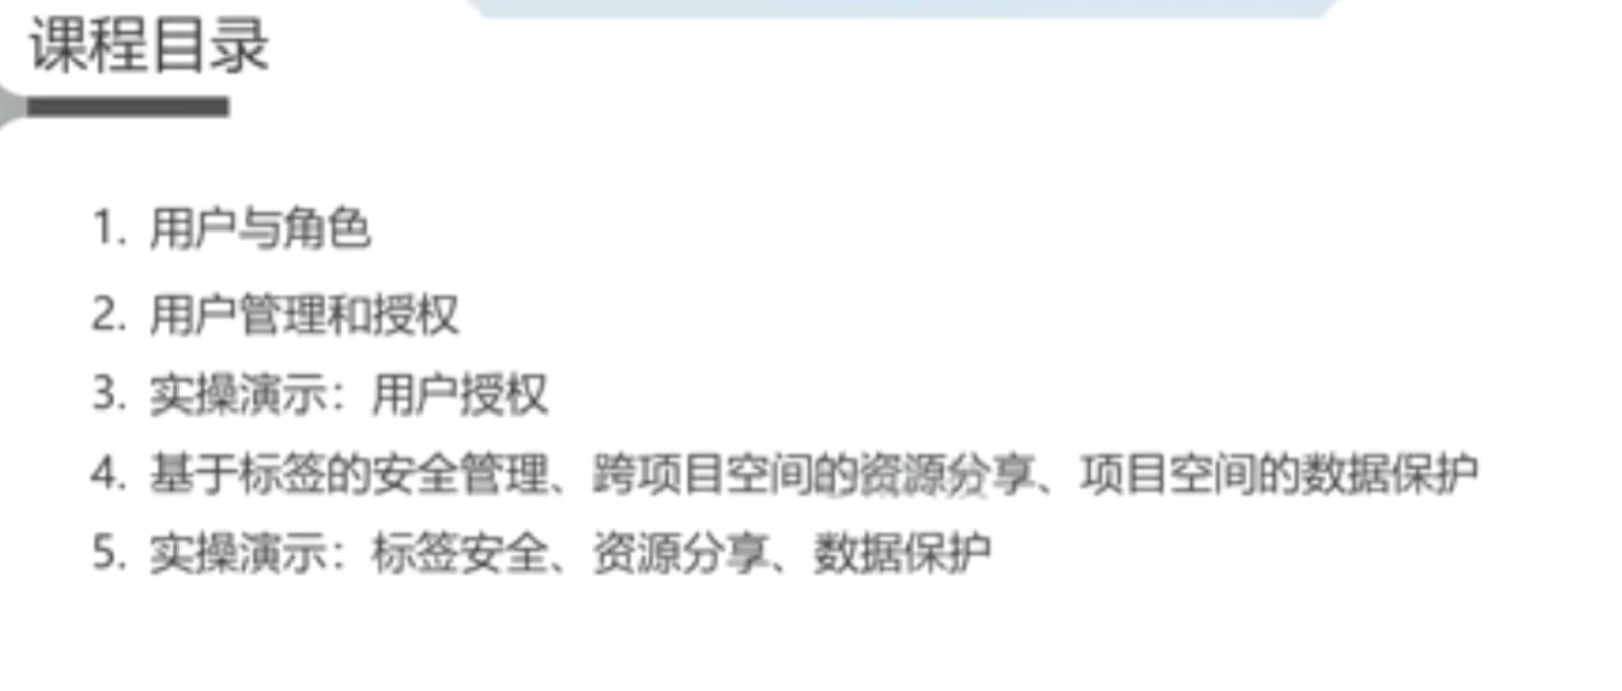 课程目录
1. 用户与角色
2. 用户管理和授权
3. 实操演示：用户授权
4. 基于标签的安全管理、跨项目空间的资源分享、项目空间的数据保护
5. 实操演示：标签安全、资源分享、数据保护